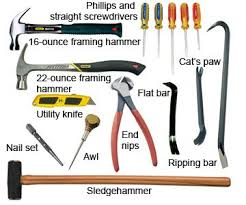 Phillips and
straight screwdrivers
16-ounce framing hammer
Cat's paw
22-ounce framing
hammer
Flat bar
Utility knife
End
nips
Nail set
Awl
Ripping bar
Sledgehammer